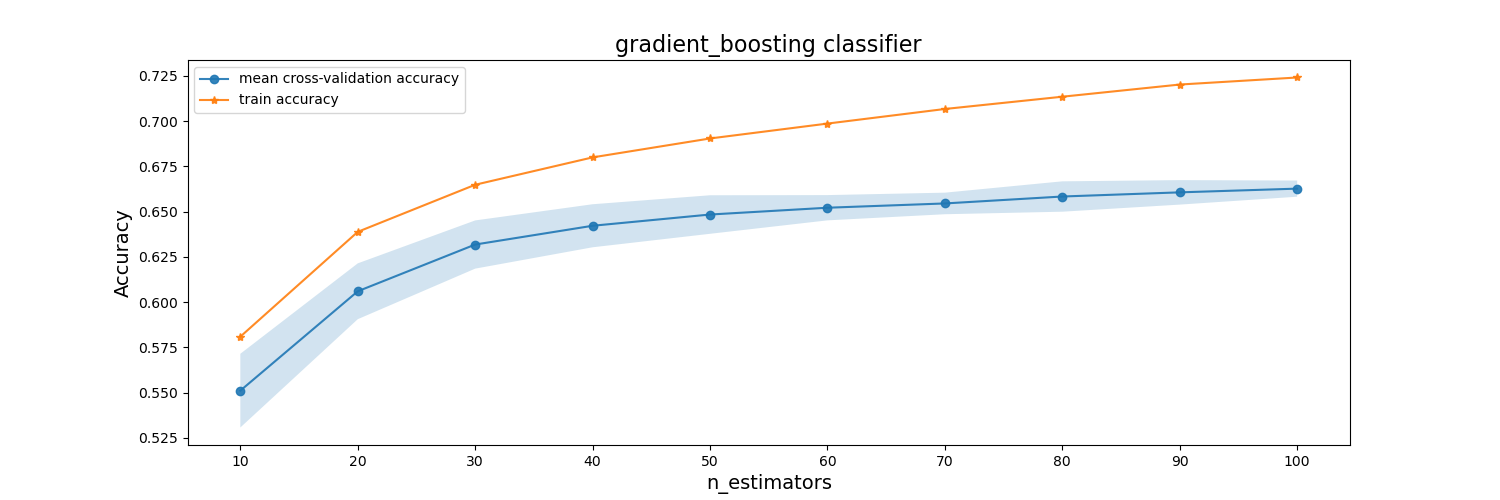 gradient_boosting classifier
mean cross-validation accuracy
train accuracy
Accuracy
0.725
0.700
0.675
0.650
0.625
0.600
0.575
0.550
0.525
10 20 30 40 50 60 70 80 90 100
n_estimators